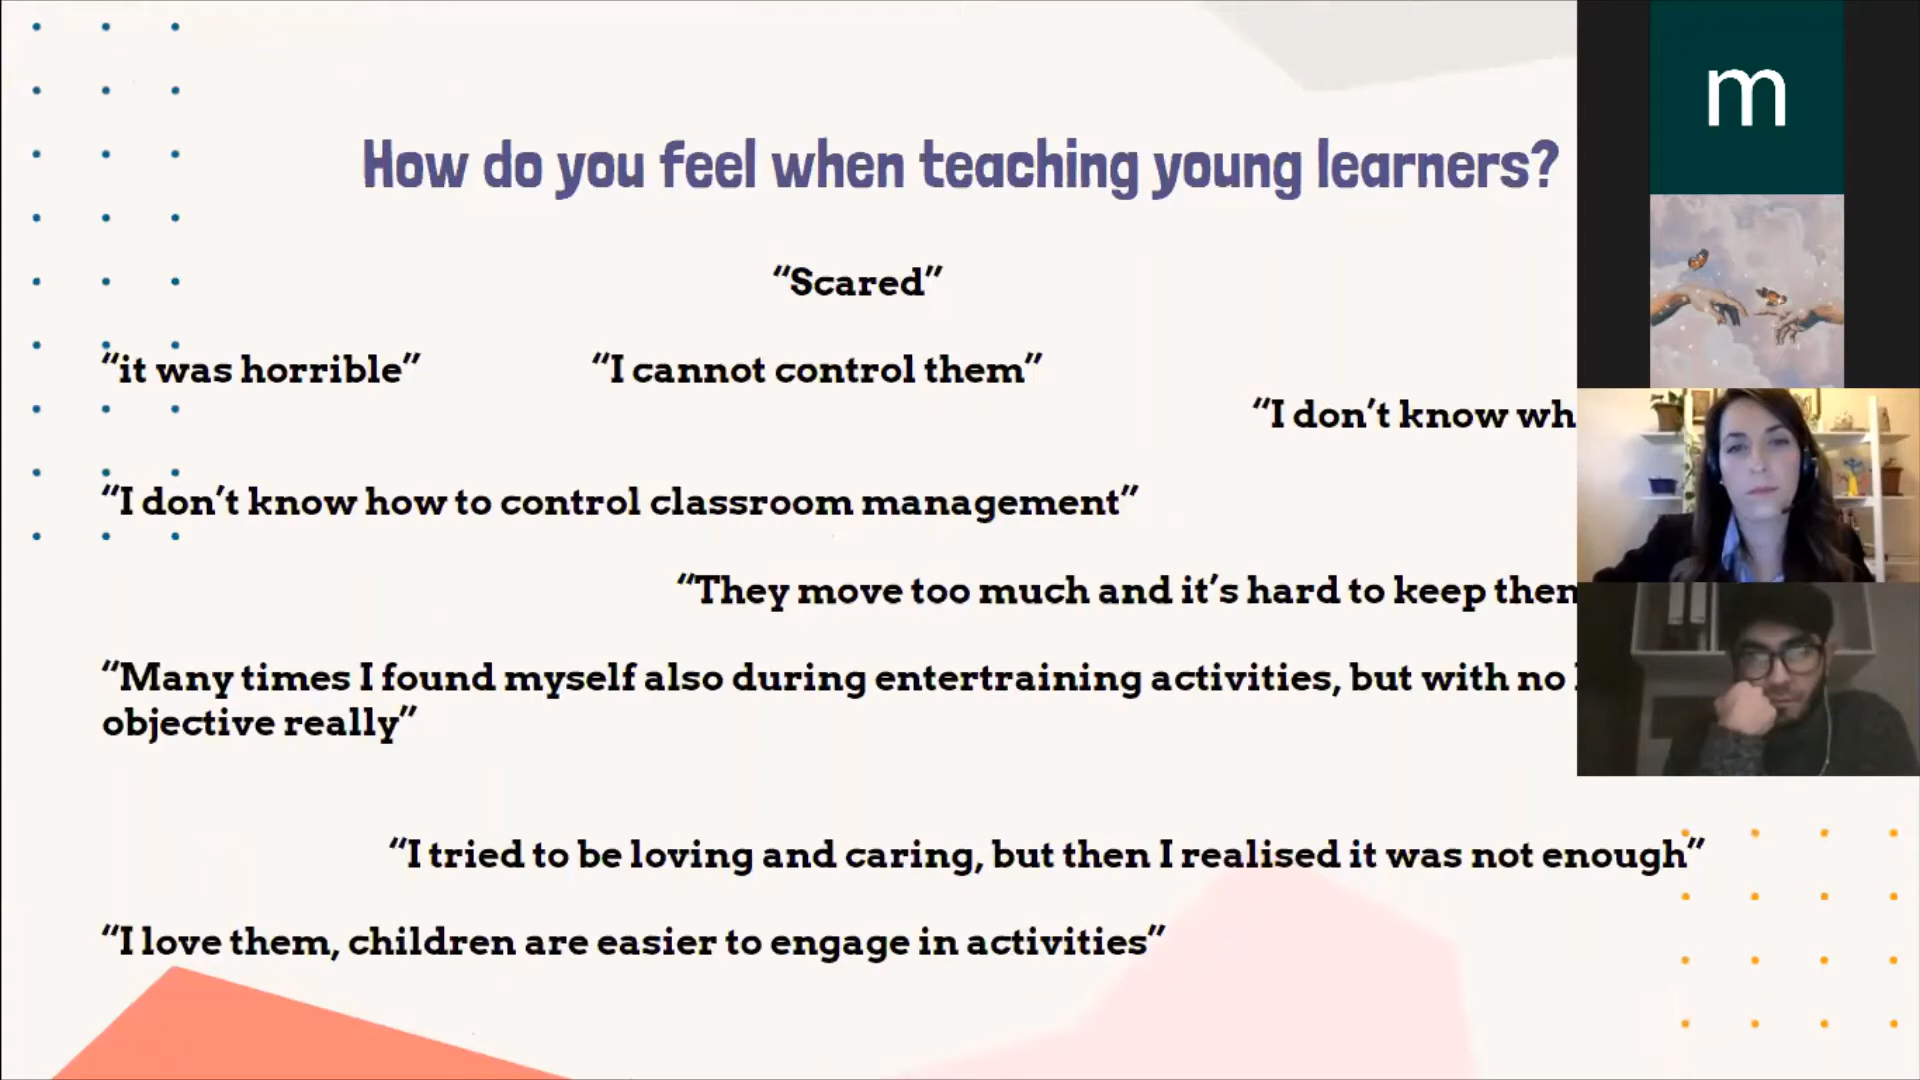 How do you feel when teaching young learners?
m
“Scared”
“it was horrible”
“I cannot control them”
“I don’t know wh
“I don’t know how to control classroom management”
“They move too much and it’s hard to keep
“Many times I found myself also during entertraining activities, but with no
objective really”
“I tried to be loving and caring, but then I realised it was not enough”
“I love them, children are easier to engage in activities”